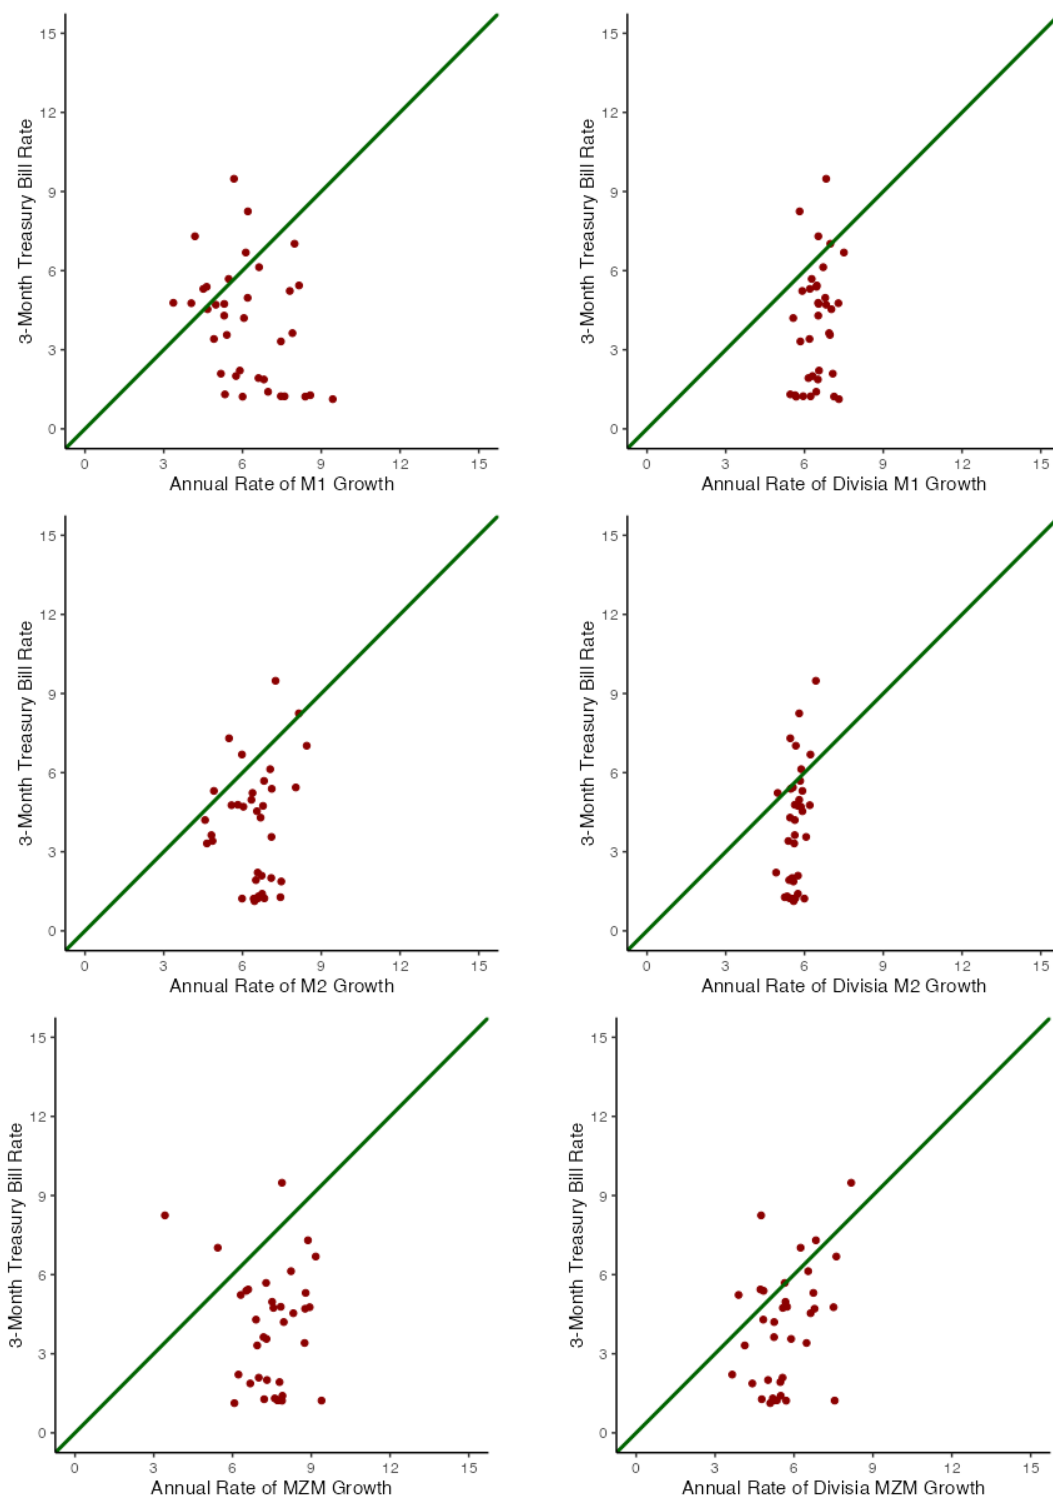 15
12
9
6
3
0
3-Month Treasury Bill Rate
0 3 6 9 12 15
Annual Rate of M1 Growth
15
12
9
6
3
0
3-Month Treasury Bill Rate
0 3 6 9 12 15
Annual Rate of Divisia M1 Growth
15
12
9
6
3
0
3-Month Treasury Bill Rate
0 3 6 9 12 15
Annual Rate of M2 Growth
15
12
9
6
3
0
3-Month Treasury Bill Rate
0 3 6 9 12 15
Annual Rate of Divisia M2 Growth
15
12
9
6
3
0
3-Month Treasury Bill Rate
0 3 6 9 12 15
Annual Rate of MZM Growth
15
12
9
6
3
0
3-Month Treasury Bill Rate
0 3 6 9 12 15
Annual Rate of Divisia MZM Growth